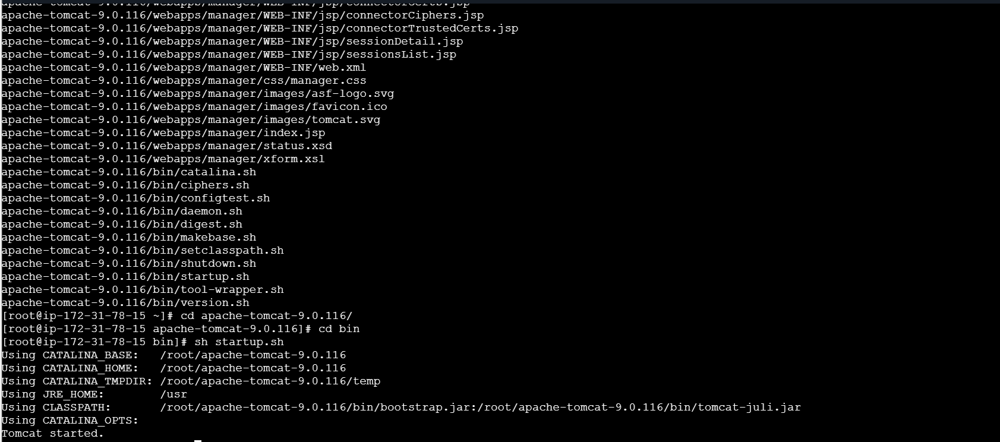 apache-tomcat-9.0.116/webapps/manager/WEB-INF/jsp/connectorCerts.jsp
apache-tomcat-9.0.116/webapps/manager/WEB-INF/jsp/connectorCiphers.jsp
apache-tomcat-9.0.116/webapps/manager/WEB-INF/jsp/connectorTrustedCerts.jsp
apache-tomcat-9.0.116/webapps/manager/WEB-INF/jsp/sessionDetail.jsp
apache-tomcat-9.0.116/webapps/manager/WEB-INF/jsp/sessionsList.jsp
apache-tomcat-9.0.116/webapps/manager/WEB-INF/web.xml
apache-tomcat-9.0.116/webapps/manager/css/manager.css
apache-tomcat-9.0.116/webapps/manager/images/asf-logo.svg
apache-tomcat-9.0.116/webapps/manager/images/favicon.ico
apache-tomcat-9.0.116/webapps/manager/images/tomcat.svg
apache-tomcat-9.0.116/webapps/manager/index.jsp
apache-tomcat-9.0.116/webapps/manager/status.xsd
apache-tomcat-9.0.116/webapps/manager/xform.xsl
apache-tomcat-9.0.116/bin/catalina.sh
apache-tomcat-9.0.116/bin/ciphers.sh
apache-tomcat-9.0.116/bin/configtest.sh
apache-tomcat-9.0.116/bin/daemon.sh
apache-tomcat-9.0.116/bin/digest.sh
apache-tomcat-9.0.116/bin/makebase.sh
apache-tomcat-9.0.116/bin/setclasspath.sh
apache-tomcat-9.0.116/bin/shutdown.sh
apache-tomcat-9.0.116/bin/startup.sh
apache-tomcat-9.0.116/bin/tool-wrapper.sh
apache-tomcat-9.0.116/bin/version.sh
[root@ip-172-31-78-15 ~]# cd apache-tomcat-9.0.116/
[root@ip-172-31-78-15 apache-tomcat-9.0.116]# cd bin
[root@ip-172-31-78-15 bin]# sh startup.sh
Using CATALINA_BASE:   /root/apache-tomcat-9.0.116
Using CATALINA_HOME:   /root/apache-tomcat-9.0.116
Using CATALINA_TMPDIR: /root/apache-tomcat-9.0.116/temp
Using JRE_HOME:        /usr
Using CLASSPATH:       /root/apache-tomcat-9.0.116/bin/bootstrap.jar:/root/apache-tomcat-9.0.116/bin/tomcat-juli.jar
Using CATALINA_OPTS:
Tomcat started.